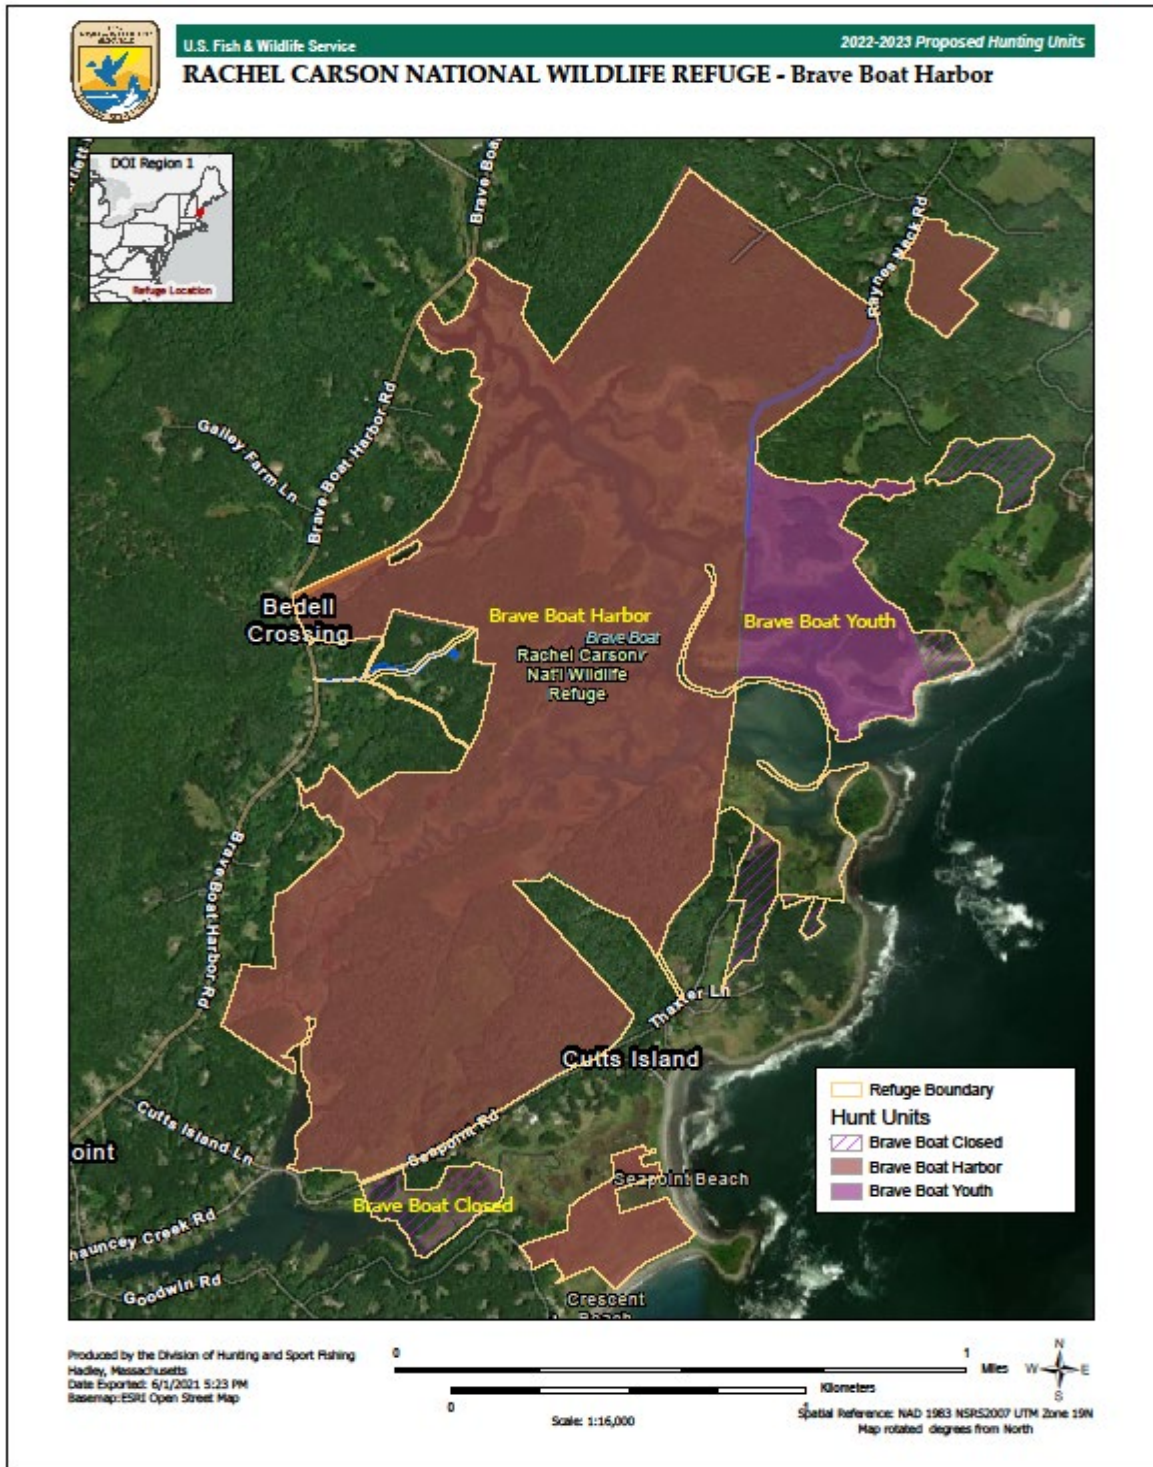 U.S. Fish & Wildlife Service
2022-2023 Proposed Hunting Units
RACHEL CARSON NATIONAL WILDLIFE REFUGE - Brave Boat Harbor
DOI Region 1
Refuge Location
Brave Boa
Raynes Neck Rd
Brave Boat Harbor Rd
Galley Farm Ln
Bedell
Crossing
Brave Boat Harbor
Brave Boat
Rachel Carson
Nat'l Wildlife
Refuge
Brave Boat Youth
Brave Boat Harbor Rd
Thaxter Ln
Cutts Island
Cutts Island Ln
oint
Seapoint Rd
Seapoint Beach
Brave Boat Closed
hauncey Creek Rd
Goodwin Rd
Crescent
Beach
Refuge Boundary
Hunt Units
Brave Boat Closed
Brave Boat Harbor
Brave Boat Youth
Produced by the Division of Hunting and Sport Fishing
Hadley, Massachusetts
Date Exported: 6/1/2021 5:23 PM
Basemap:ESRI Open Street Map
0 1
Miles
Kilometers
0 1
Scale: 1:16,000
N
W E
S
Spatial Reference: NAD 1983 NSRS2007 UTM Zone 19N
Map rotated degrees from North